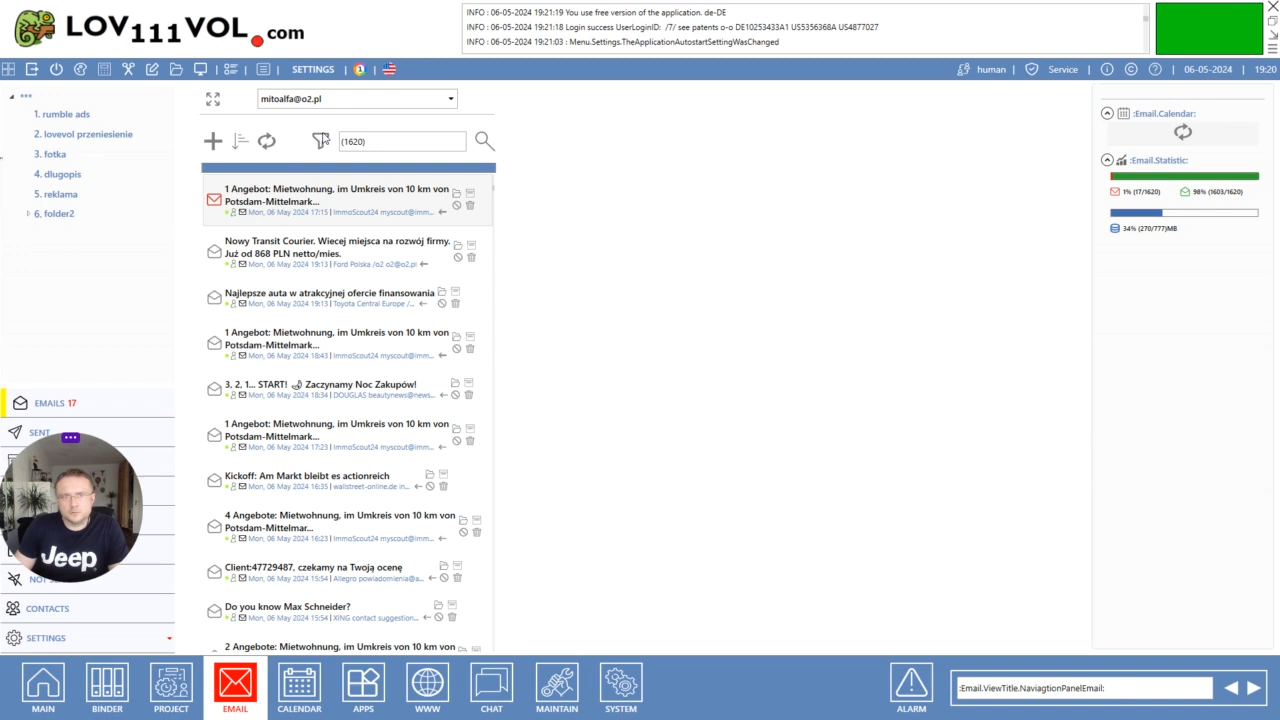 LOV111VOL.com
INFO : 06-05-2024 19:21:19 You use free version of the application. de-DE
INFO : 06-05-2024 19:21:18 Login success UserLoginID: /7/ see patents o-o DE10253433A1 US5356368A US4877027
INFO : 06-05-2024 19:21:03 : Menu.Settings.TheApplicationAutostartSettingWasChanged
SETTINGS
1
human
Service
06-05-2024
19:20
...
1. rumble ads
2. lovevol przeniesienie
3. fotka
4. dlugopis
5. reklama
6. folder2
EMAILS 17
SENT
CONTACTS
SETTINGS
Jeep
mitoalfa@o2.pl
(1620)
1 Angebot: Mietwohnung, im Umkreis von 10 km von
Potsdam-Mittelmark...
Mon, 06 May 2024 17:15 | ImmoScout24 myscout@imm...
Nowy Transit Courier. Wiecej miejsca na rozwój firmy.
Już od 868 PLN netto/mies.
Mon, 06 May 2024 19:13 | Ford Polska /o2 o2@o2.pl
Najlepsze auta w atrakcyjnej ofercie finansowania
Mon, 06 May 2024 19:13 | Toyota Central Europe /...
1 Angebot: Mietwohnung, im Umkreis von 10 km von
Potsdam-Mittelmark...
Mon, 06 May 2024 18:43 | ImmoScout24 myscout@imm...
3, 2, 1... START! 🌙 Zaczynamy Noc Zakupów!
Mon, 06 May 2024 18:34 | DOUGLAS beautynews@news...
1 Angebot: Mietwohnung, im Umkreis von 10 km von
Potsdam-Mittelmark...
Mon, 06 May 2024 17:23 | ImmoScout24 myscout@imm...
Kickoff: Am Markt bleibt es actionreich
Mon, 06 May 2024 16:35 | wallstreet-online.de in...
4 Angebote: Mietwohnung, im Umkreis von 10 km von
Potsdam-Mittelmar...
Mon, 06 May 2024 16:23 | ImmoScout24 myscout@imm...
Client:47729487, czekamy na Twoją ocenę
Mon, 06 May 2024 15:54 | Allegro powiadomienia@a...
Do you know Max Schneider?
Mon, 06 May 2024 15:54 | XING contact suggestion...
2 Angebote: Mietwohnung, im Umkreis von 10 km von
:Email.Calendar:
:Email.Statistic:
1% (17/1620)
98% (1603/1620)
34% (270/777)MB
MAIN
BINDER
PROJECT
EMAIL
CALENDAR
APPS
WWW
CHAT
MAINTAIN
SYSTEM
ALARM
:Email.ViewTitle.NaviagtionPanelEmail: